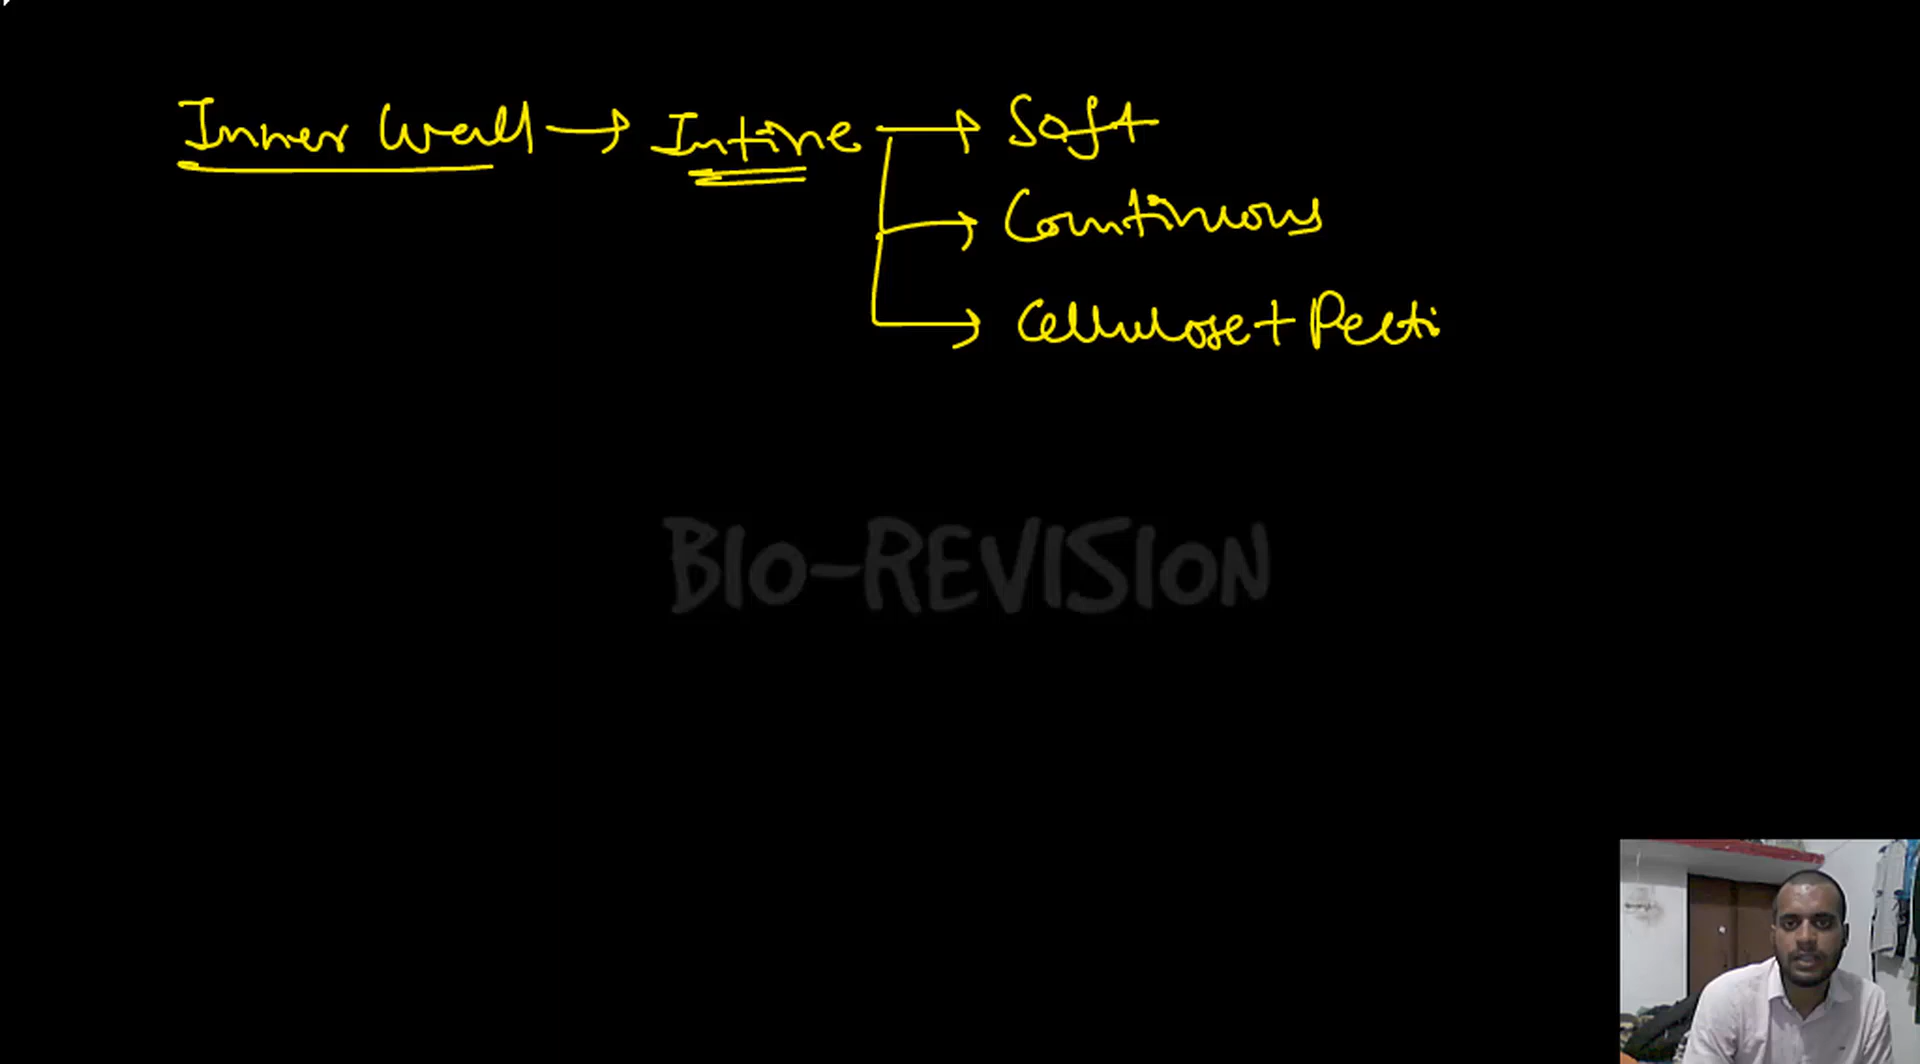 Inner Wall → Intine → Soft
→ Continuous
→ Cellulose + Pecti
BIO-REVISION